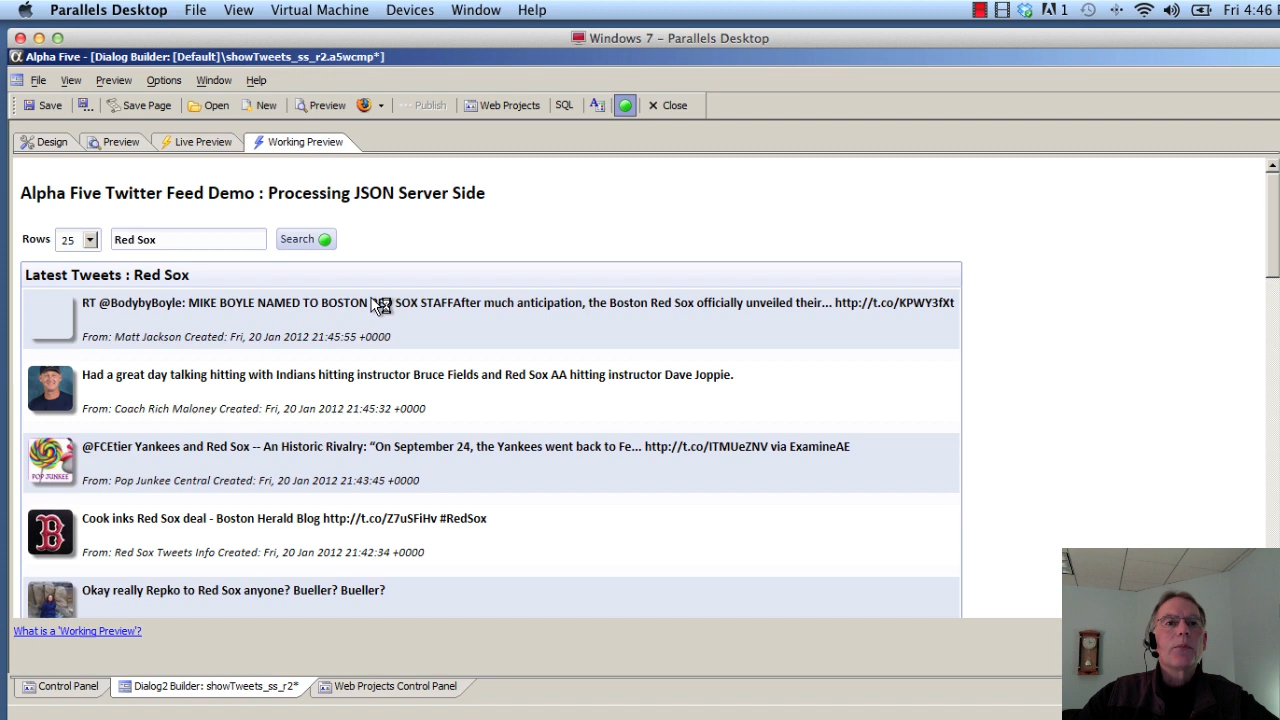 Parallels Desktop File View Virtual Machine Devices Window Help 1 Fri 4:46
Windows 7 - Parallels Desktop
Alpha Five - [Dialog Builder: [Default]\showTweets_ss_r2.a5wcmp*]
File View Preview Options Window Help
Save Save Page Open New Preview Publish Web Projects SQL Close
Design Preview Live Preview Working Preview
Alpha Five Twitter Feed Demo : Processing JSON Server Side
Rows 25 Red Sox Search
Latest Tweets : Red Sox
RT @BodybyBoyle: MIKE BOYLE NAMED TO BOSTON RED SOX STAFFAfter much anticipation, the Boston Red Sox officially unveiled their... http://t.co/KPWY3fXt
From: Matt Jackson Created: Fri, 20 Jan 2012 21:45:55 +0000
Had a great day talking hitting with Indians hitting instructor Bruce Fields and Red Sox AA hitting instructor Dave Joppie.
From: Coach Rich Maloney Created: Fri, 20 Jan 2012 21:45:32 +0000
@FCEtier Yankees and Red Sox -- An Historic Rivalry: “On September 24, the Yankees went back to Fe... http://t.co/ITMUeZNV via ExamineAE
POP JUNKEE
From: Pop Junkee Central Created: Fri, 20 Jan 2012 21:43:45 +0000
Cook inks Red Sox deal - Boston Herald Blog http://t.co/Z7uSFiHv #RedSox
B
From: Red Sox Tweets Info Created: Fri, 20 Jan 2012 21:42:34 +0000
Okay really Repko to Red Sox anyone? Bueller? Bueller?
What is a 'Working Preview'?
Control Panel Dialog2 Builder: showTweets_ss_r2* Web Projects Control Panel